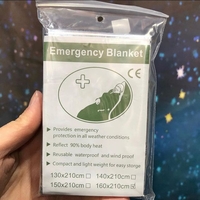 Emergency Blanket
CE
Provides emergency
protection in all weather conditions
Reflect 90% body heat
Reusable waterproof and wind proof
Compact and light weight for easy storge
130x210cm□ 140x210cm□
150x210cm□ 160x210cm☒